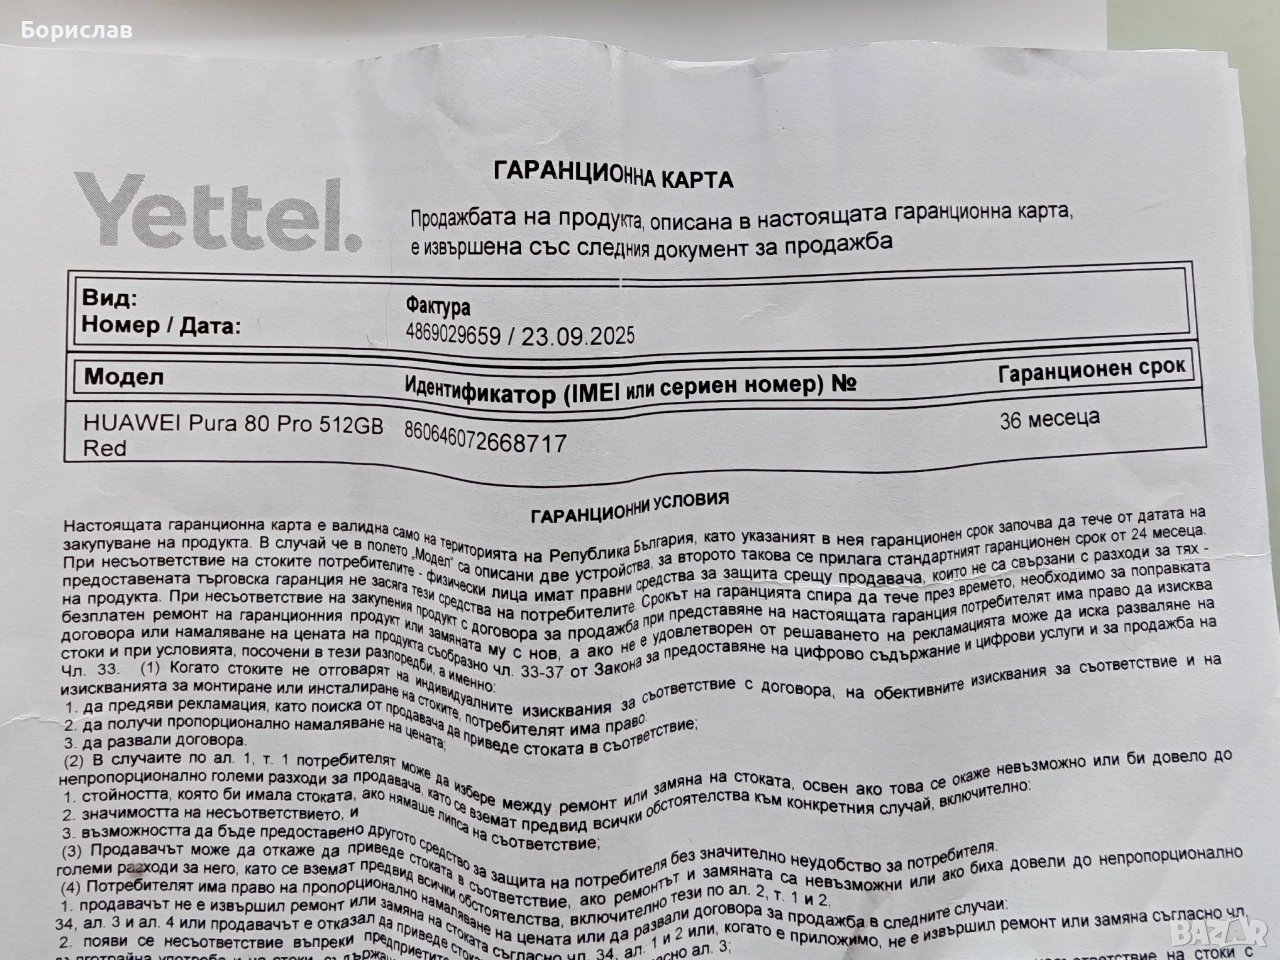 Борислав
ГАРАНЦИОННА КАРТА
Yettel.
Продажбата на продукта, описана в настоящата гаранционна карта,
е извършена със следния документ за продажба
Вид: Фактура
Номер / Дата: 4869029659 / 23.09.2025
Модел Идентификатор (IMEI или сериен номер) № Гаранционен срок
HUAWEI Pura 80 Pro 512GB 860646072668717 36 месеца
Red
ГАРАНЦИОННИ УСЛОВИЯ
Настоящата гаранционна карта е валидна само на територията на Република България, като указаният в нея гаранционен срок започва да тече от датата на
закупуване на продукта. В случай че в полето „Модел" са описани две устройства, за второто такова се прилага стандартният гаранционен срок от 24 месеца.
При несъответствие на стоките потребителите - физически лица имат правни средства за защита срещу продавача, които не са свързани с разходи за тях -
предоставената търговска гаранция не засяга тези средства на потребителите Срокът на гаранцията спира да тече през времето, необходимо за поправката
на продукта. При несъответствие на закупения продукт с договора за продажба при представяне на настоящата гаранция потребителят има право да изисква
безплатен ремонт на гаранционния продукт или замяната му с нов, а ако не е удовлетворен от решаването на рекламацията може да иска разваляне на
договора или намаляване на цената на продукта съобразно чл. 33-37 от Закона за предоставяне на цифрово съдържание и цифрови услуги и за продажба на
стоки и при условията, посочени в тези разпоредби, а именно:
Чл. 33. (1) Когато стоките не отговарят на индивидуалните изисквания за съответствие с договора, на обективните изисквания за съответствие и на
изискванията за монтиране или инсталиране на стоките, потребителят има право:
1. да предяви рекламация, като поиска от продавача да приведе стоката в съответствие;
2. да получи пропорционално намаляване на цената;
3. да развали договора.
(2) В случаите по ал. 1, т. 1 потребителят може да избере между ремонт или замяна на стоката, освен ако това се окаже невъзможно или би довело до
непропорционално големи разходи за продавача, като се вземат предвид всички обстоятелства към конкретния случай, включително:
1. стойността, която би имала стоката, ако нямаше липса на съответствие;
2. значимостта на несъответствието, и
3. възможността да бъде предоставено другото средство за защита на потребителя без значително неудобство за потребителя.
(3) Продавачът може да откаже да приведе стоката в съответствие, ако ремонтът и замяната са невъзможни или ако биха довели до непропорционално
големи разходи за него, като се вземат предвид всички обстоятелства, включително тези по ал. 2, т. 1 и 2.
(4) Потребителят има право на пропорционално намаляване на цената или да развали договора за продажба в следните случаи:
1. продавачът не е извършил ремонт или замяна на стоката съгласно чл. 34, ал. 1 и 2 или, когато е приложимо, не е извършил ремонт или замяна съгласно чл.
34, ал. 3 и ал. 4 или продавачът е отказал да приведе стоката
2. появи се несъответствие въпреки предприетите
BAZAR